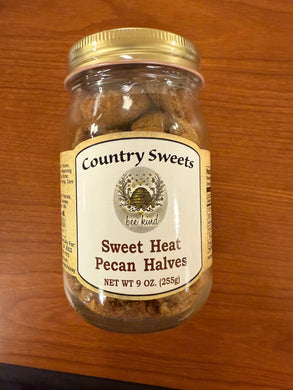 Country Sweets
bee kind
Sweet Heat
Pecan Halves
NET WT 9 OZ. (255g)